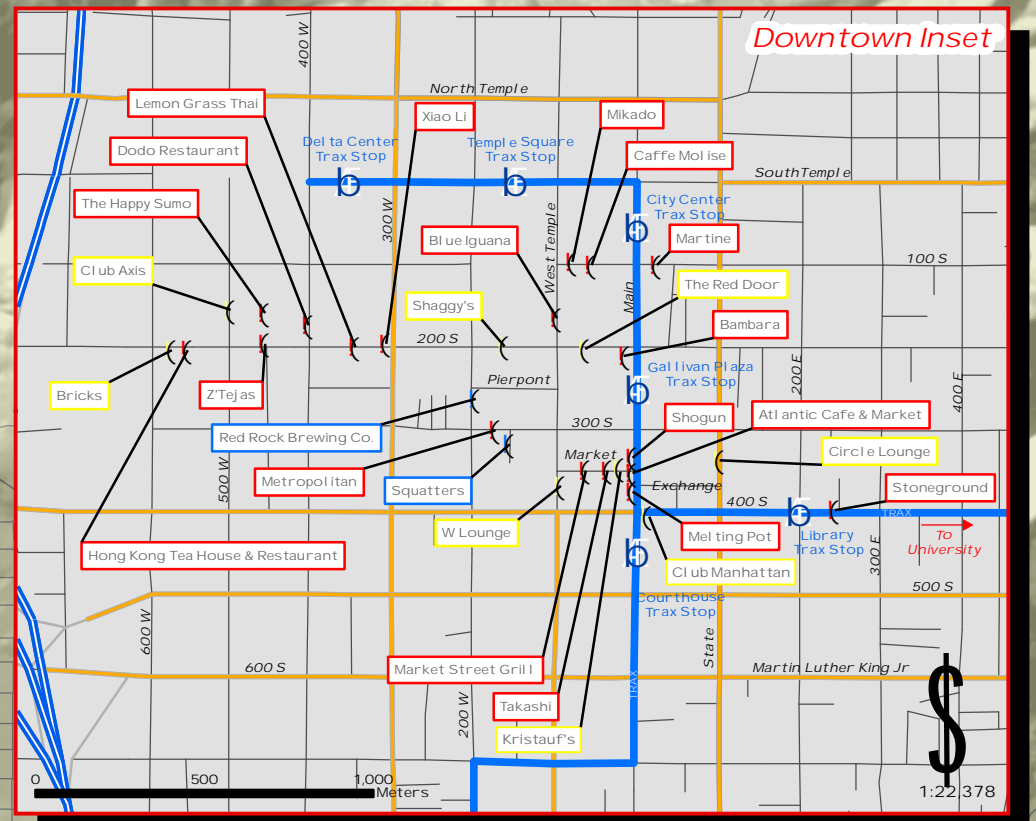 Downtown Inset
400 W
North Temple
Lemon Grass Thai
Xiao Li
Mikado
Dodo Restaurant
Delta Center
Trax Stop
Temple Square
Trax Stop
Caffe Molise
South Temple
The Happy Sumo
300 W
City Center
Trax Stop
Blue Iguana
West Temple
Martine
100 S
Club Axis
The Red Door
Main
Shaggy's
Bambara
200 S
Gallivan Plaza
Trax Stop
200 E
400 E
Pierpont
Bricks
Z'Tejas
Shogun
Atlantic Cafe & Market
300 S
Red Rock Brewing Co.
Circle Lounge
Market
Metropolitan
500 W
Squatters
Exchange
Stoneground
400 S
TRAX
W Lounge
Melting Pot
Library
Trax Stop
300 E
To
University
Hong Kong Tea House & Restaurant
Club Manhattan
500 S
Courthouse
Trax Stop
600 W
State
600 S
Market Street Grill
Martin Luther King Jr
TRAX
200 W
Takashi
Kristauf's
0 500 1,000
Meters
$
1:22,378